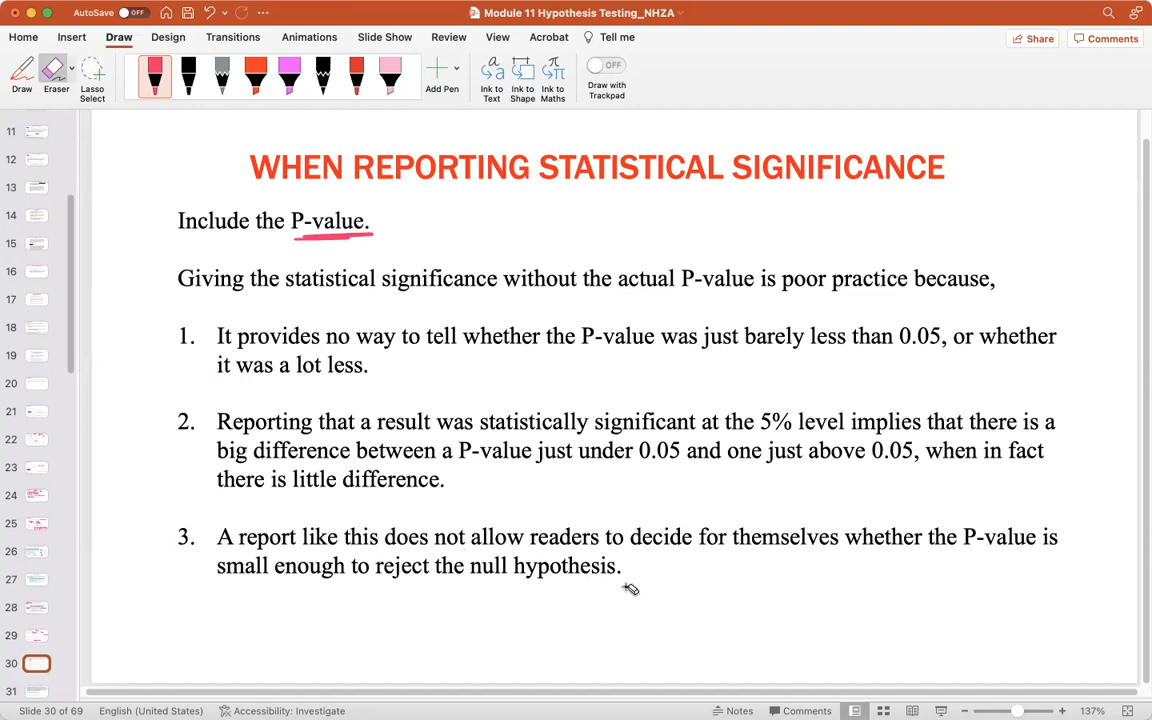 AutoSave OFF ... Module 11 Hypothesis Testing_NHZA
Home Insert Draw Design Transitions Animations Slide Show Review View Acrobat Tell me Share Comments
Draw Eraser Lasso Select Add Pen Ink to Text Ink to Shape Ink to Maths OFF Draw with Trackpad
WHEN REPORTING STATISTICAL SIGNIFICANCE
Include the P-value.
Giving the statistical significance without the actual P-value is poor practice because,
1. It provides no way to tell whether the P-value was just barely less than 0.05, or whether
it was a lot less.
2. Reporting that a result was statistically significant at the 5% level implies that there is a
big difference between a P-value just under 0.05 and one just above 0.05, when in fact
there is little difference.
3. A report like this does not allow readers to decide for themselves whether the P-value is
small enough to reject the null hypothesis.
11
12
13
14
15
16
17
18
19
20
21
22
23
24
25
26
27
28
29
30
31
Slide 30 of 69 English (United States) Accessibility: Investigate Notes Comments 137%